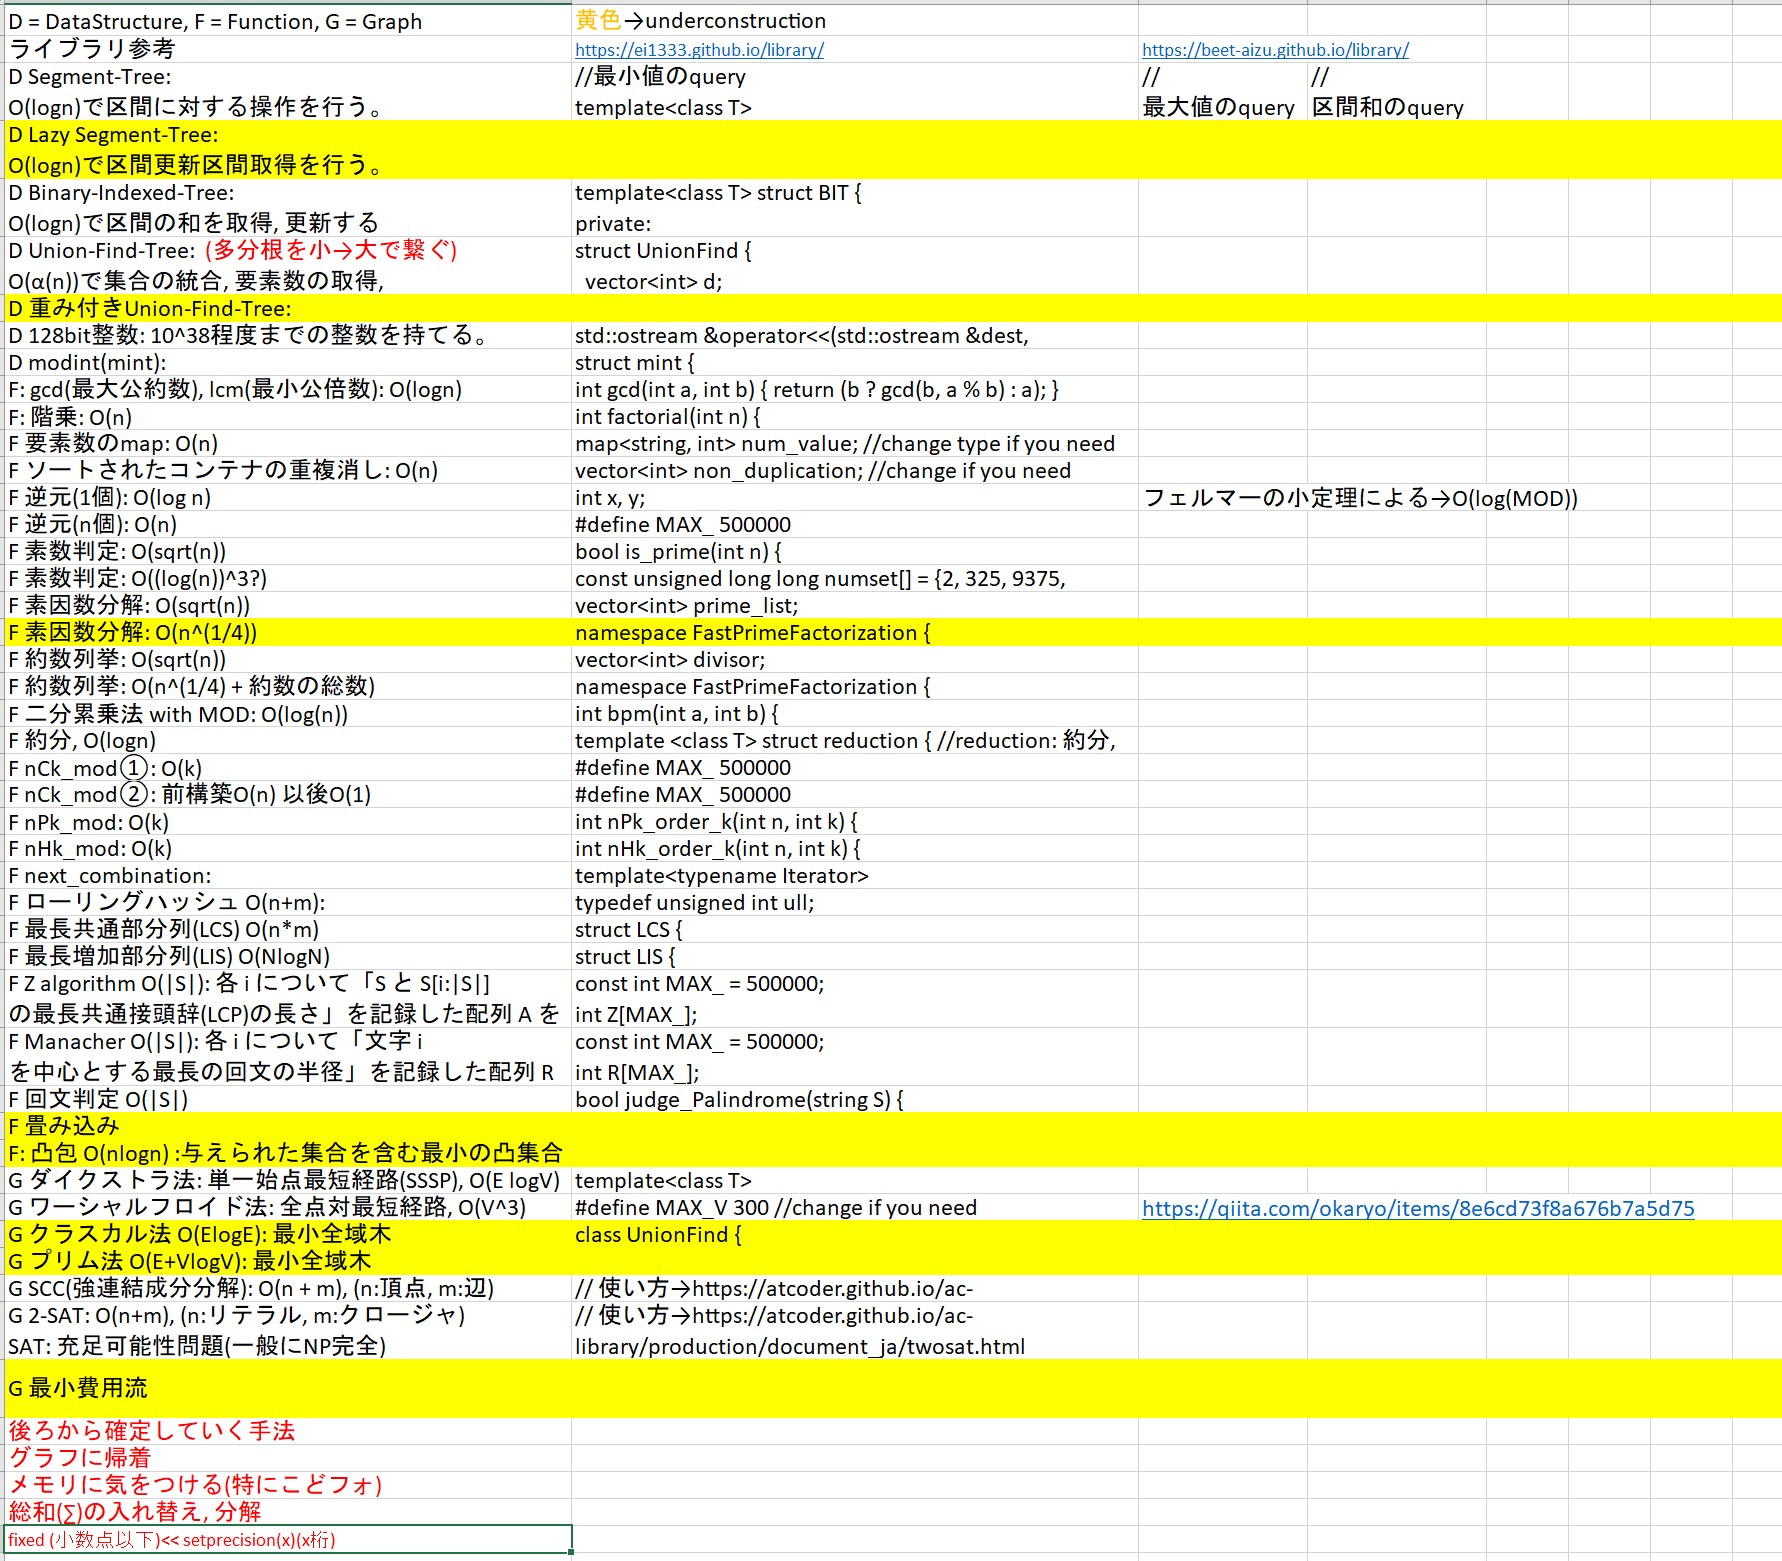 D = DataStructure, F = Function, G = Graph	黄色→underconstruction
ライブラリ参考	https://ei1333.github.io/library/	https://beet-aizu.github.io/library/
D Segment-Tree:	//最小値のquery	//	//
O(logn)で区間に対する操作を行う。	template<class T>	最大値のquery	区間和のquery
D Lazy Segment-Tree:
O(logn)で区間更新区間取得を行う。
D Binary-Indexed-Tree:	template<class T> struct BIT {
O(logn)で区間の和を取得, 更新する	private:
D Union-Find-Tree: (多分根を小→大で繋ぐ)	struct UnionFind {
O(α(n))で集合の統合, 要素数の取得,	vector<int> d;
D 重み付きUnion-Find-Tree:
D 128bit整数: 10^38程度までの整数を持てる。	std::ostream &operator<<(std::ostream &dest,
D modint(mint):	struct mint {
F: gcd(最大公約数), lcm(最小公倍数): O(logn)	int gcd(int a, int b) { return (b ? gcd(b, a % b) : a); }
F: 階乗: O(n)	int factorial(int n) {
F 要素数のmap: O(n)	map<string, int> num_value; //change type if you need
F ソートされたコンテナの重複消し: O(n)	vector<int> non_duplication; //change if you need
F 逆元(1個): O(log n)	int x, y;	フェルマーの小定理による→O(log(MOD))
F 逆元(n個): O(n)	#define MAX_ 500000
F 素数判定: O(sqrt(n))	bool is_prime(int n) {
F 素数判定: O((log(n))^3?)	const unsigned long long numset[] = {2, 325, 9375,
F 素因数分解: O(sqrt(n))	vector<int> prime_list;
F 素因数分解: O(n^(1/4))	namespace FastPrimeFactorization {
F 約数列挙: O(sqrt(n))	vector<int> divisor;
F 約数列挙: O(n^(1/4) + 約数の総数)	namespace FastPrimeFactorization {
F 二分累乗法 with MOD: O(log(n))	int bpm(int a, int b) {
F 約分, O(logn)	template <class T> struct reduction { //reduction: 約分,
F nCk_mod①: O(k)	#define MAX_ 500000
F nCk_mod②: 前構築O(n) 以後O(1)	#define MAX_ 500000
F nPk_mod: O(k)	int nPk_order_k(int n, int k) {
F nHk_mod: O(k)	int nHk_order_k(int n, int k) {
F next_combination:	template<typename Iterator>
F ローリングハッシュ O(n+m):	typedef unsigned int ull;
F 最長共通部分列(LCS) O(n*m)	struct LCS {
F 最長増加部分列(LIS) O(NlogN)	struct LIS {
F Z algorithm O(|S|): 各 i について「S と S[i:|S|]	const int MAX_ = 500000;
の最長共通接頭辞(LCP)の長さ」を記録した配列 A を	int Z[MAX_];
F Manacher O(|S|): 各 i について「文字 i	const int MAX_ = 500000;
を中心とする最長の回文の半径」を記録した配列 R	int R[MAX_];
F 回文判定 O(|S|)	bool judge_Palindrome(string S) {
F 畳み込み
F: 凸包 O(nlogn) :与えられた集合を含む最小の凸集合
G ダイクストラ法: 単一始点最短経路(SSSP), O(E logV)	template<class T>
G ワーシャルフロイド法: 全点対最短経路, O(V^3)	#define MAX_V 300 //change if you need	https://qiita.com/okaryo/items/8e6cd73f8a676b7a5d75
G クラスカル法 O(ElogE): 最小全域木	class UnionFind {
G プリム法 O(E+VlogV): 最小全域木
G SCC(強連結成分分解): O(n + m), (n:頂点, m:辺)	// 使い方→https://atcoder.github.io/ac-
G 2-SAT: O(n+m), (n:リテラル, m:クロージャ)	// 使い方→https://atcoder.github.io/ac-
SAT: 充足可能性問題(一般にNP完全)	library/production/document_ja/twosat.html
G 最小費用流
後ろから確定していく手法
グラフに帰着
メモリに気をつける(特にこどフォ)
総和(∑)の入れ替え, 分解
fixed (小数点以下)<< setprecision(x)(x桁)